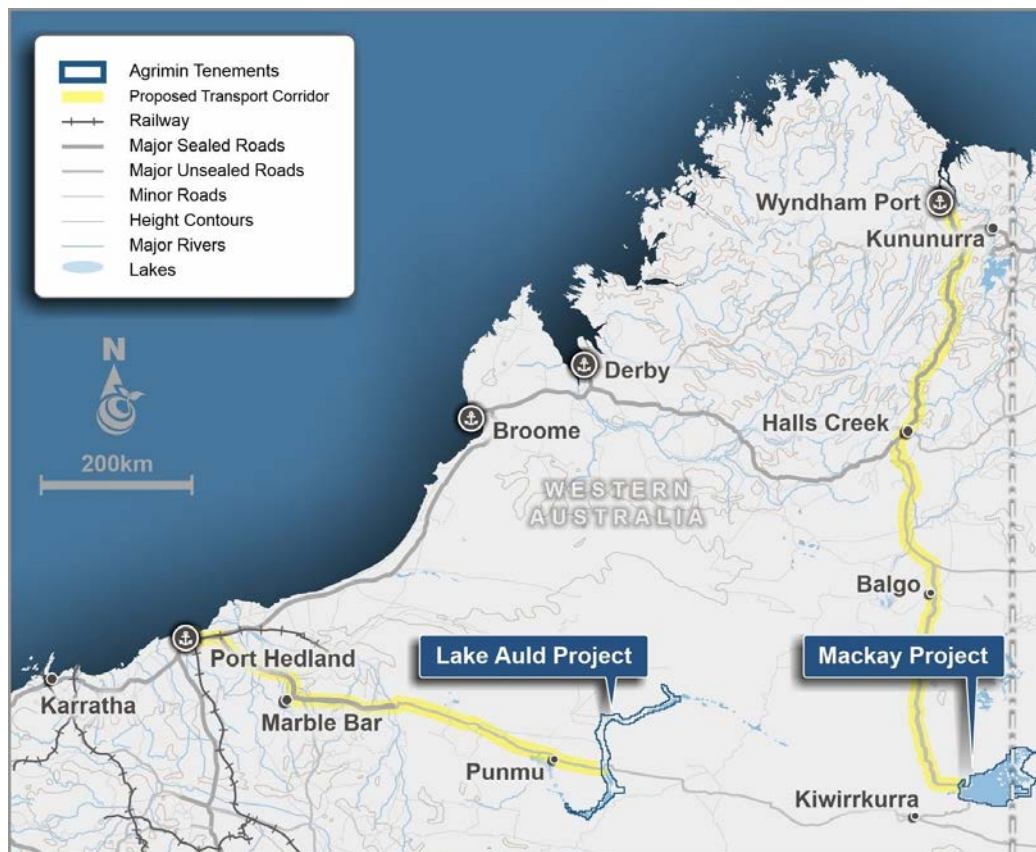 Agrimin Tenements
Proposed Transport Corridor
Railway
Major Sealed Roads
Major Unsealed Roads
Minor Roads
Height Contours
Major Rivers
Lakes
N
200km
Wyndham Port
Kununurra
Derby
Broome
Halls Creek
WESTERN
AUSTRALIA
Balgo
Port Hedland
Lake Auld Project
Mackay Project
Karratha
Marble Bar
Punmu
Kiwirrkurra